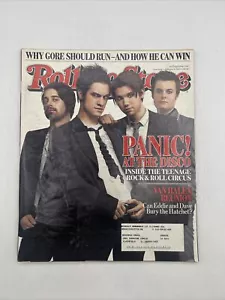 WHY GORE SHOULD RUN–AND HOW HE CAN WIN
Rolling Stone
PANIC!
AT THE DISCO
INSIDE THE TEENAGE
ROCK & ROLL CIRCUS
VAN HALEN
REUNION
Can Eddie and Dave
Bury the Hatchet?